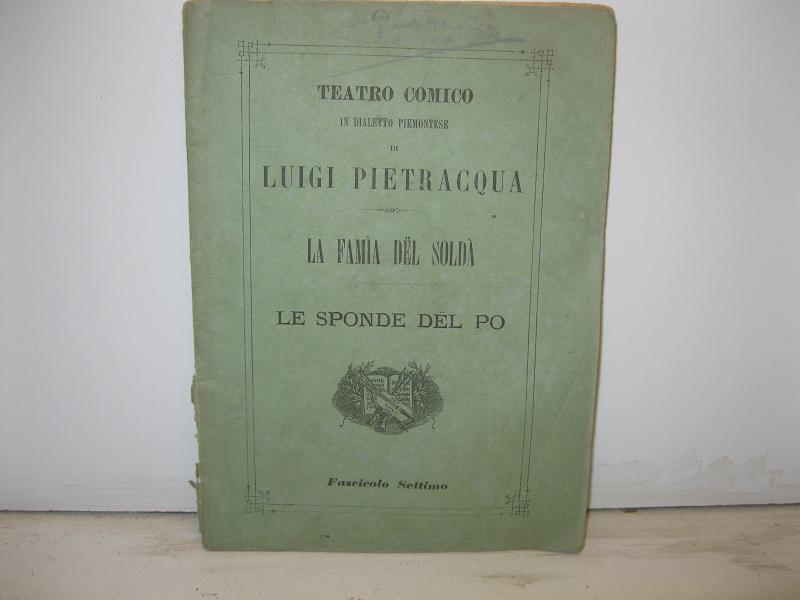 TEATRO COMICO
IN DIALETTO PIEMONTESE
DI
LUIGI PIETRACQUA
LA FAMÌA DËL SOLDÀ
LE SPONDE DËL PO
Fascicolo Settimo